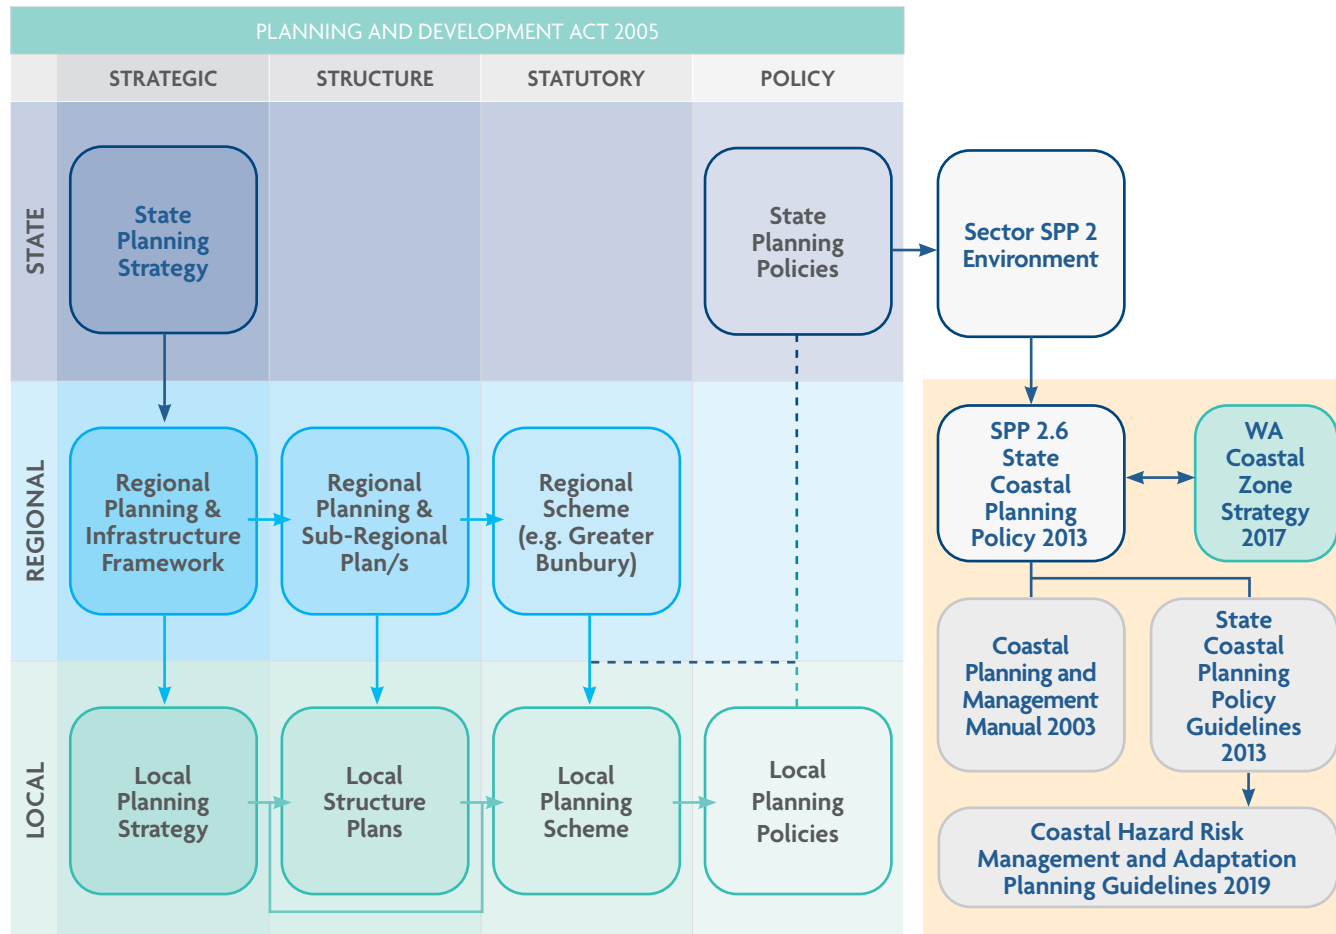 PLANNING AND DEVELOPMENT ACT 2005
STRATEGIC
STRUCTURE
STATUTORY
POLICY
STATE
State
Planning
Strategy
State
Planning
Policies
Sector SPP 2
Environment
REGIONAL
Regional
Planning &
Infrastructure
Framework
Regional
Planning &
Sub-Regional
Plan/s
Regional
Scheme
(e.g. Greater
Bunbury)
SPP 2.6
State
Coastal
Planning
Policy 2013
WA
Coastal
Zone
Strategy
2017
Coastal
Planning and
Management
Manual 2003
State
Coastal
Planning
Policy
Guidelines
2013
LOCAL
Local
Planning
Strategy
Local
Structure
Plans
Local
Planning
Scheme
Local
Planning
Policies
Coastal Hazard Risk
Management and Adaptation
Planning Guidelines 2019